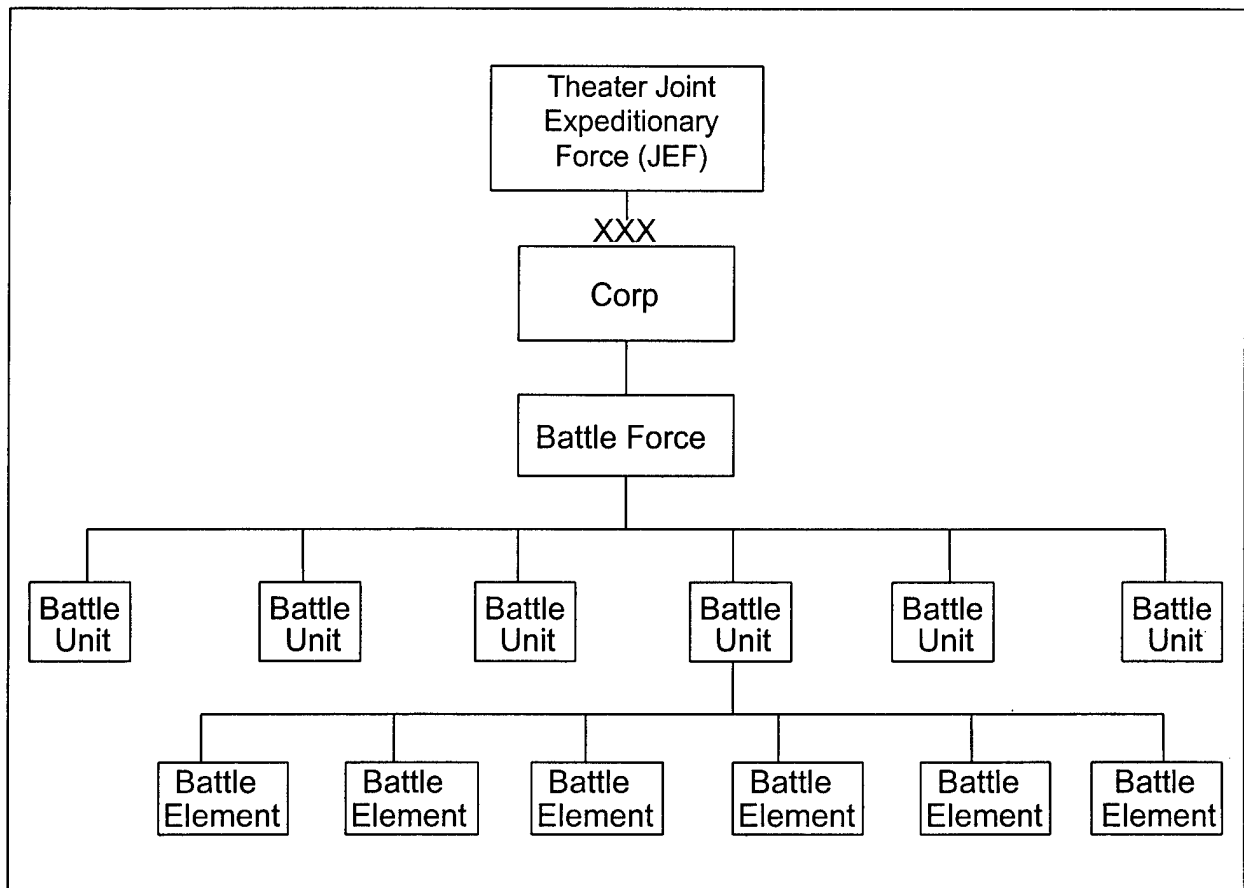 Theater Joint
Expeditionary
Force (JEF)
XXX
Corp
Battle Force
Battle
Unit
Battle
Unit
Battle
Unit
Battle
Unit
Battle
Unit
Battle
Unit
Battle
Element
Battle
Element
Battle
Element
Battle
Element
Battle
Element
Battle
Element